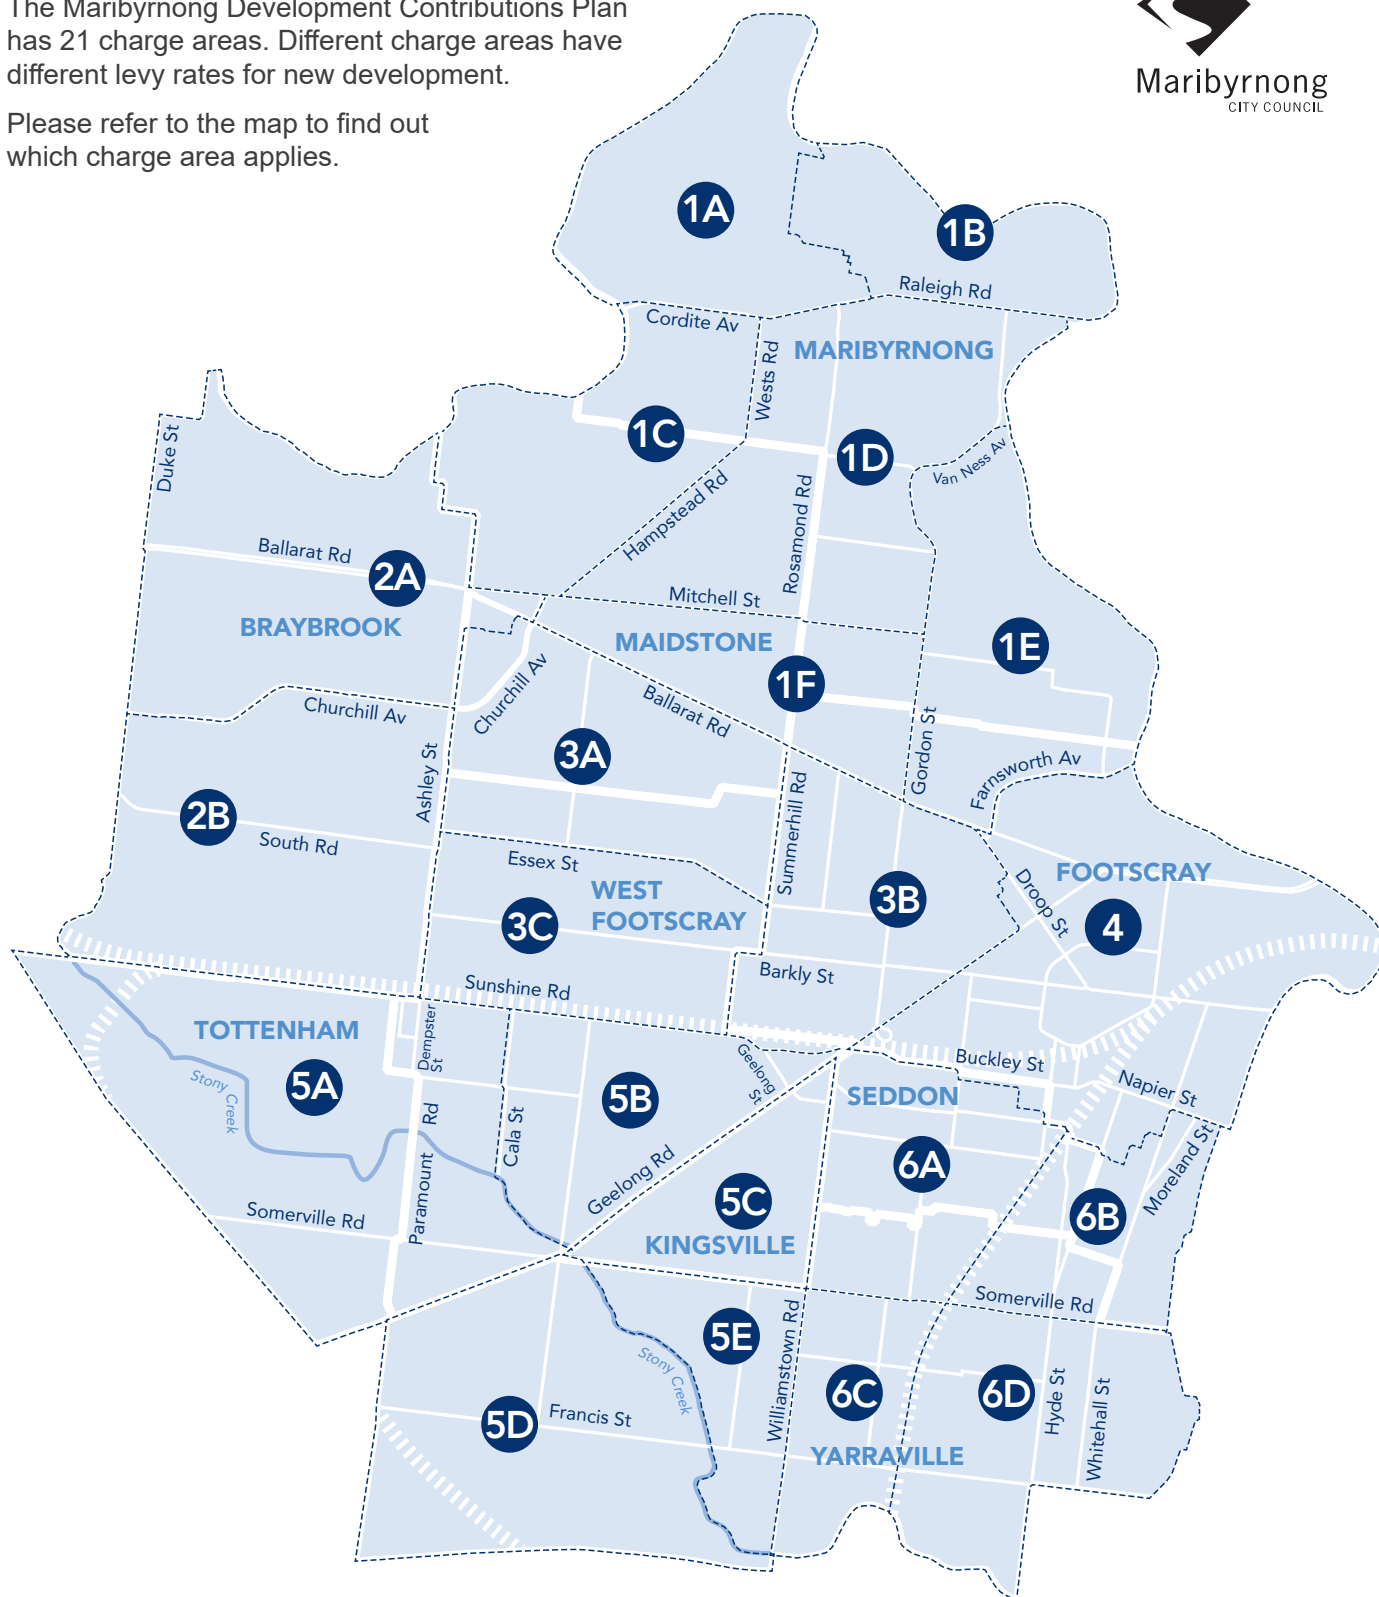 The Maribyrnong Development Contributions Plan
has 21 charge areas. Different charge areas have
different levy rates for new development.
Please refer to the map to find out
which charge area applies.
Maribyrnong
CITY COUNCIL
1A
1B
Raleigh Rd
Cordite Av
MARIBYRNONG
Wests Rd
Duke St
1C
1D
Van Ness Av
Hampstead Rd
Rosamond Rd
Ballarat Rd
2A
Mitchell St
BRAYBROOK
MAIDSTONE
1E
1F
Churchill Av
Churchill Av
Ballarat Rd
Gordon St
3A
Farnsworth Av
Ashley St
Summerhill Rd
2B
South Rd
Essex St
WEST
FOOTSCRAY
FOOTSCRAY
Droop St
3B
3C
4
Barkly St
Sunshine Rd
TOTTENHAM
Dempster
St
Geelong
St
Buckley St
Stony
Creek
5A
5B
SEDDON
Napier St
Rd
Cala St
Moreland St
6A
Geelong Rd
5C
6B
Somerville Rd
Paramount
KINGSVILLE
Somerville Rd
5E
Williamstown Rd
Stony Creek
6C
6D
Hyde St
Whitehall St
5D
Francis St
YARRAVILLE